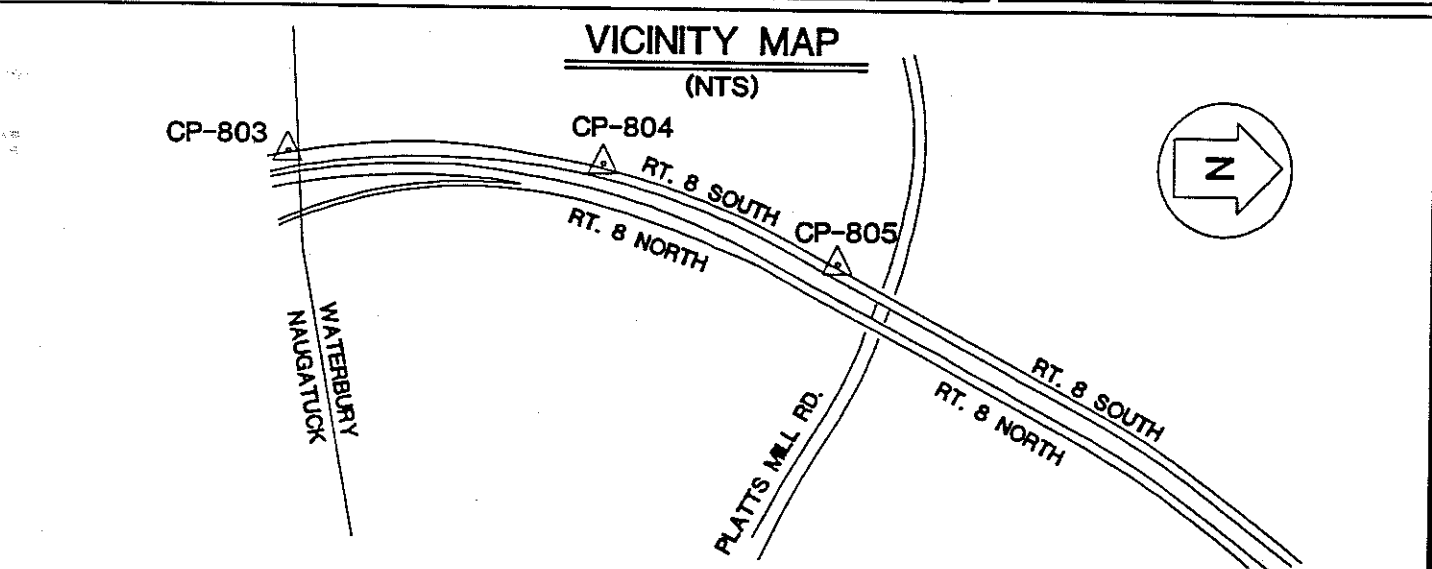 VICINITY MAP
(NTS)
CP-803
CP-804
RT. 8 SOUTH
RT. 8 NORTH
CP-805
N
WATERBURY
NAUGATUCK
PLATTS MILL RD.
RT. 8 SOUTH
RT. 8 NORTH